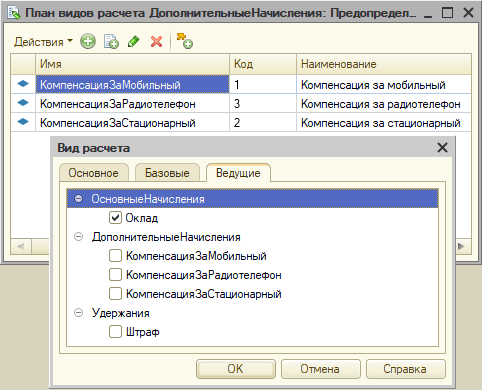 План видов расчета ДополнительныеНачисления: Предопредел...
Действия
Имя Код Наименование
КомпенсацияЗаМобильный 1 Компенсация за мобильный
КомпенсацияЗаРадиотелефон 3 Компенсация за радиотелефон
КомпенсацияЗаСтационарный 2 Компенсация за стационарный
Вид расчета
Основное Базовые Ведущие
ОсновныеНачисления
Оклад
ДополнительныеНачисления
КомпенсацияЗаМобильный
КомпенсацияЗаРадиотелефон
КомпенсацияЗаСтационарный
Удержания
Штраф
OK Отмена Справка